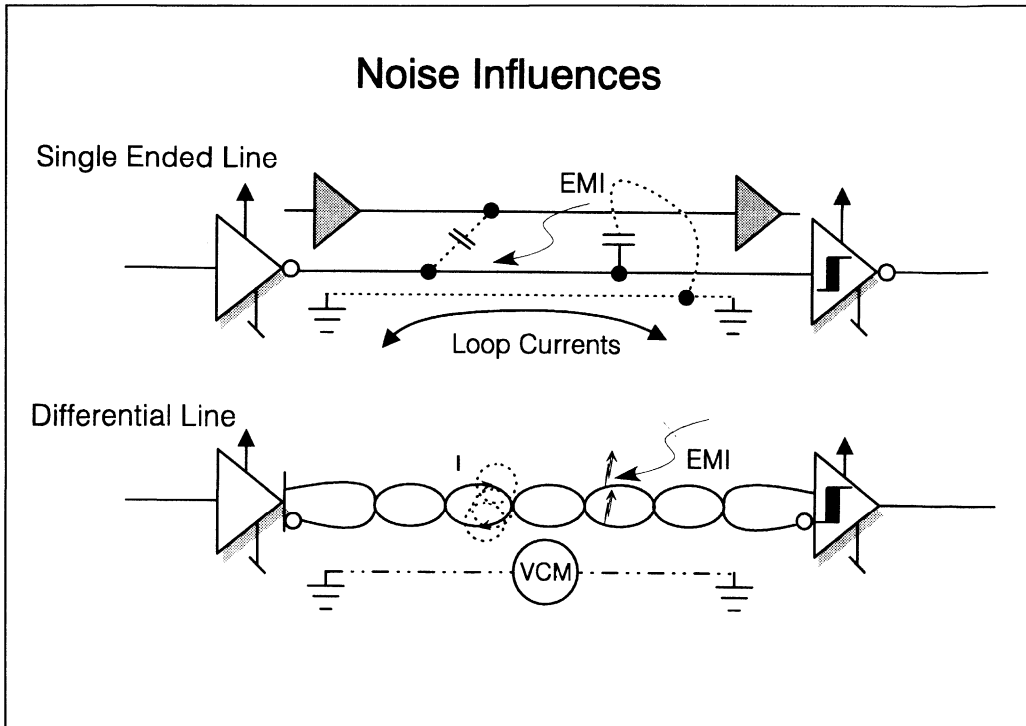 Noise Influences
Single Ended Line
EMI
Loop Currents
Differential Line
I
EMI
VCM